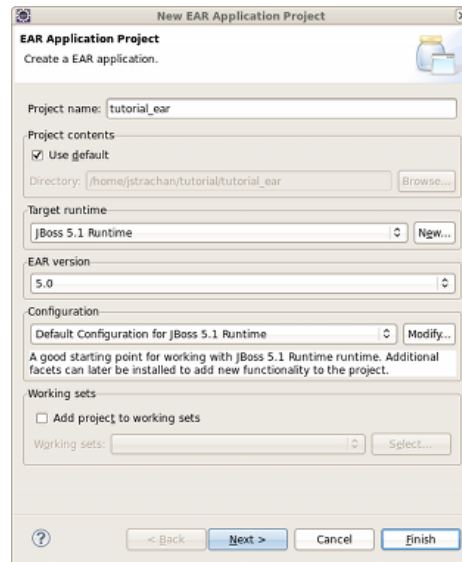 New EAR Application Project
EAR Application Project
Create a EAR application.
Project name: tutorial_ear
Project contents
Use default
Directory: /home/jstrachan/tutorial/tutorial_ear Browse...
Target runtime
JBoss 5.1 Runtime New...
EAR version
5.0
Configuration
Default Configuration for JBoss 5.1 Runtime Modify...
A good starting point for working with JBoss 5.1 Runtime runtime. Additional
facets can later be installed to add new functionality to the project.
Working sets
Add project to working sets
Working sets: Select...
? < Back Next > Cancel Finish